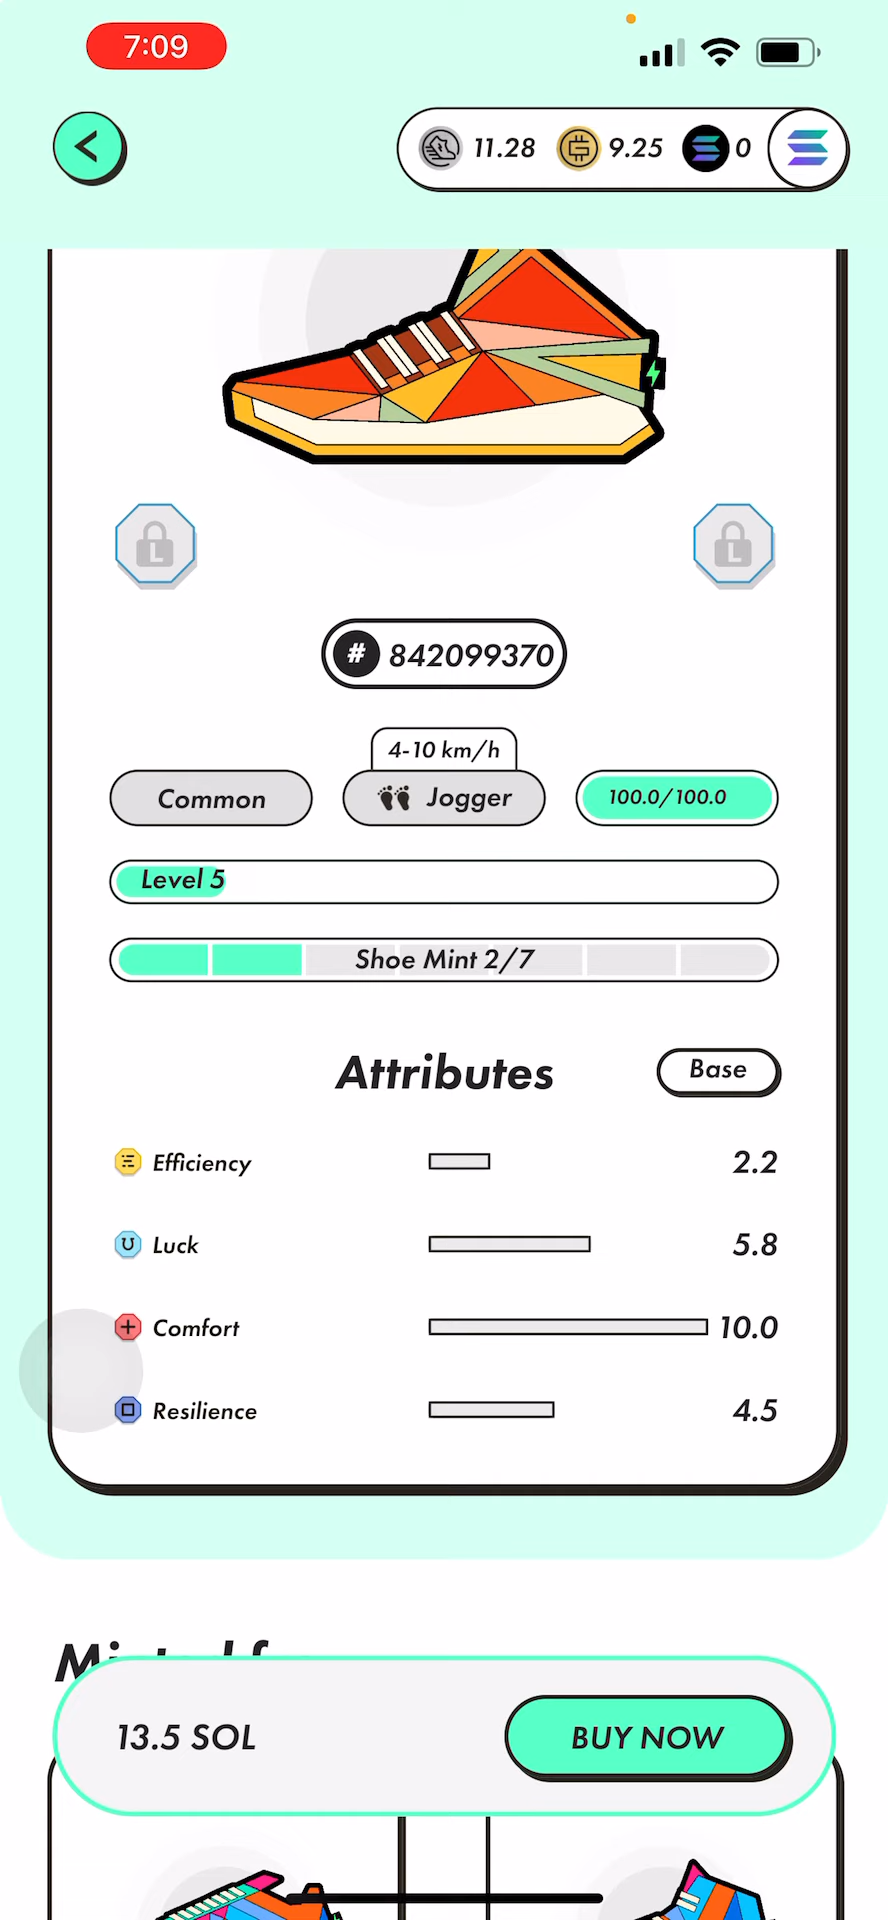 7:09
11.28 9.25 0
L L
# 842099370
4-10 km/h
Common Jogger 100.0/100.0
Level 5
Shoe Mint 2/7
Attributes Base
Efficiency 2.2
Luck 5.8
Comfort 10.0
Resilience 4.5
13.5 SOL BUY NOW